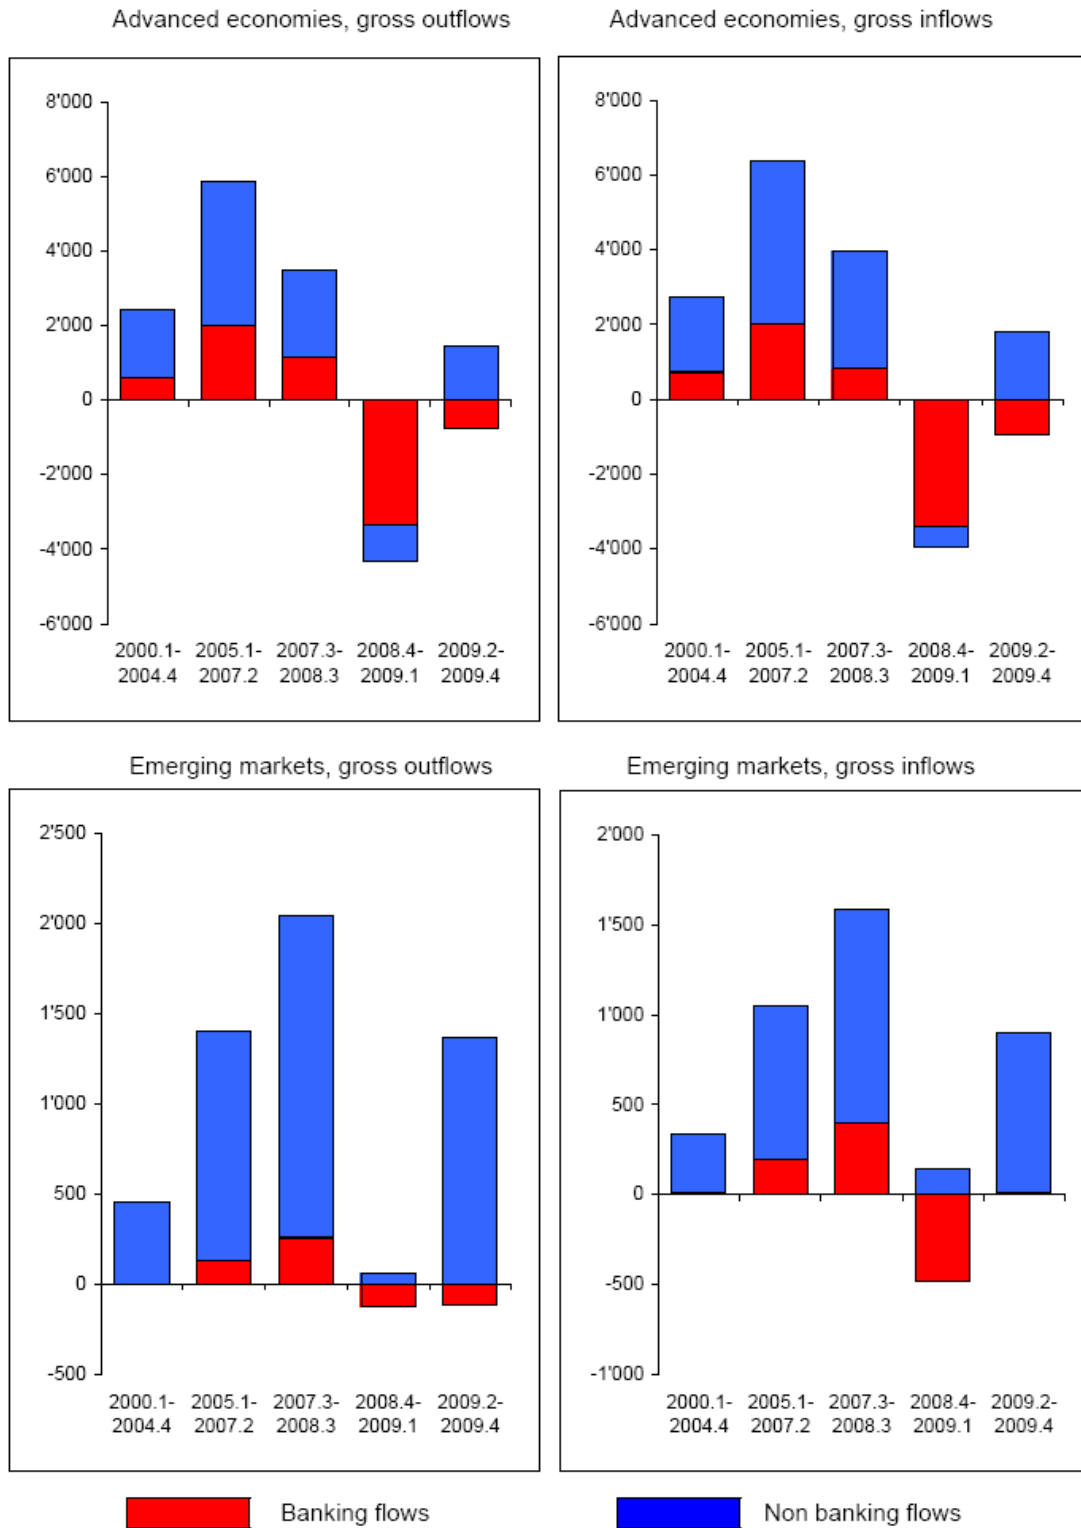 Advanced economies, gross outflows
8'000
6'000
4'000
2'000
0
-2'000
-4'000
-6'000
2000.1- 2005.1- 2007.3- 2008.4- 2009.2-
2004.4 2007.2 2008.3 2009.1 2009.4
Advanced economies, gross inflows
8'000
6'000
4'000
2'000
0
-2'000
-4'000
-6'000
2000.1- 2005.1- 2007.3- 2008.4- 2009.2-
2004.4 2007.2 2008.3 2009.1 2009.4
Emerging markets, gross outflows
2'500
2'000
1'500
1'000
500
0
-500
2000.1- 2005.1- 2007.3- 2008.4- 2009.2-
2004.4 2007.2 2008.3 2009.1 2009.4
Emerging markets, gross inflows
2'000
1'500
1'000
500
0
-500
-1'000
2000.1- 2005.1- 2007.3- 2008.4- 2009.2-
2004.4 2007.2 2008.3 2009.1 2009.4
Banking flows
Non banking flows